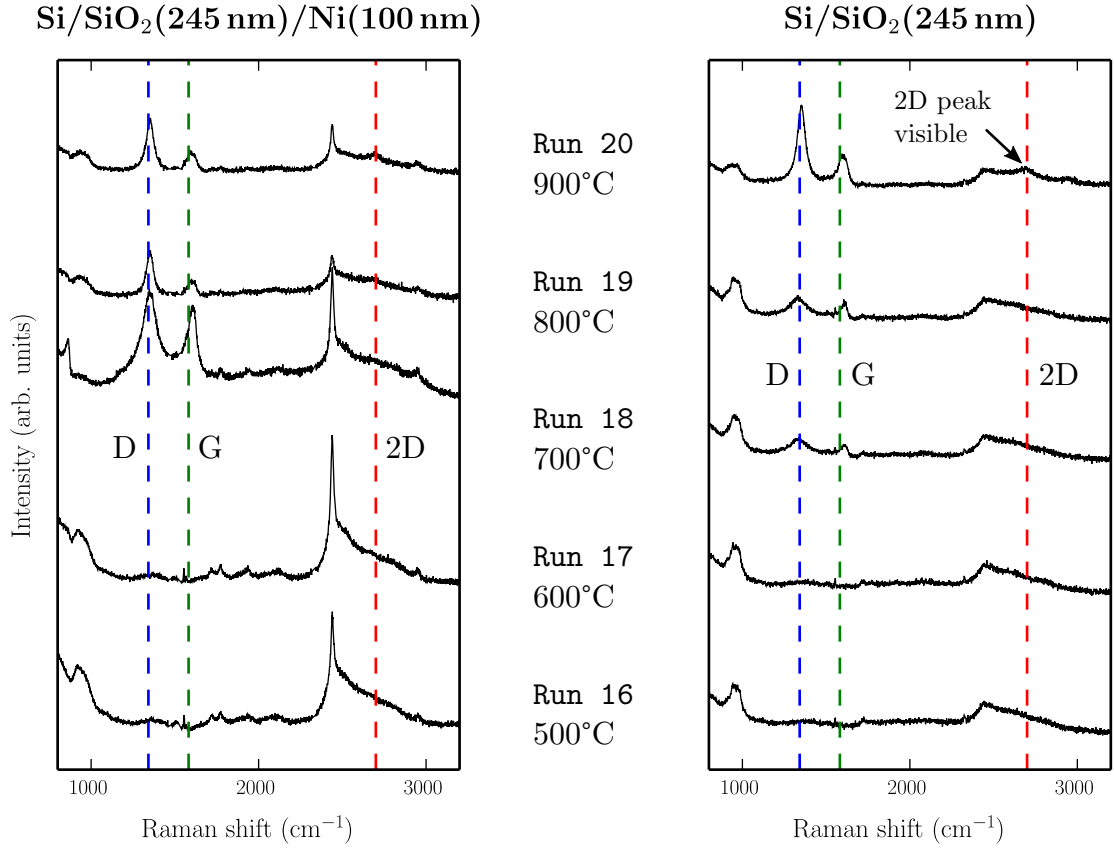 Si/SiO₂(245 nm)/Ni(100 nm)
Si/SiO₂(245 nm)
Intensity (arb. units)
D
G
2D
1000
2000
3000
Raman shift (cm⁻¹)
Run 20
900°C
Run 19
800°C
Run 18
700°C
Run 17
600°C
Run 16
500°C
2D peak
visible
D
G
2D
1000
2000
3000
Raman shift (cm⁻¹)